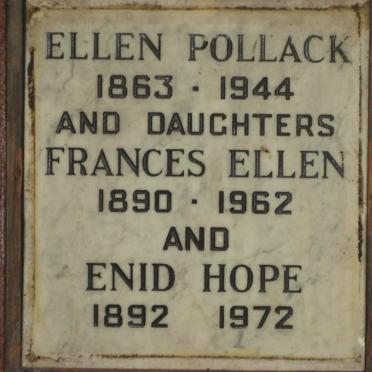 ELLEN POLLACK
1863 · 1944
AND DAUGHTERS
FRANCES ELLEN
1890 · 1962
AND
ENID HOPE
1892 1972